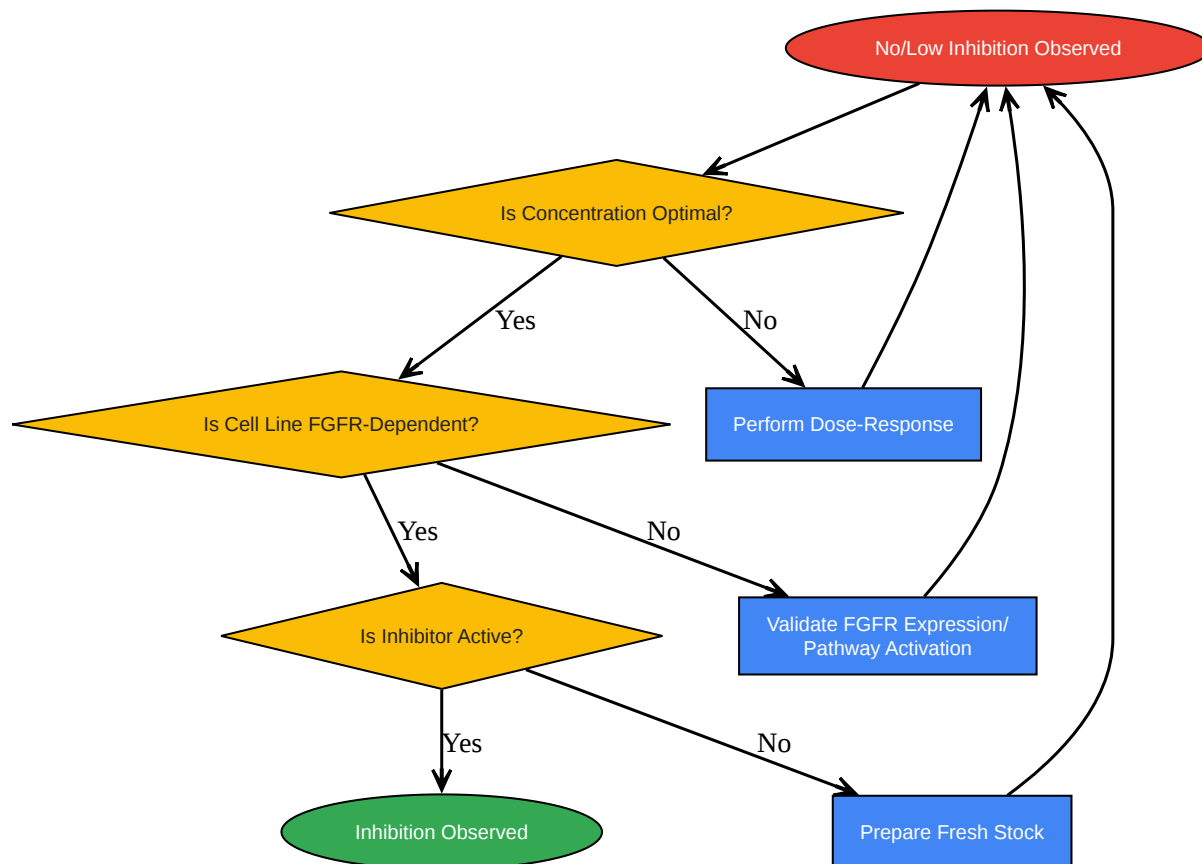 No/Low Inhibition Observed
Is Concentration Optimal?
Yes
No
Is Cell Line FGFR-Dependent?
Perform Dose-Response
Yes
No
Is Inhibitor Active?
Validate FGFR Expression/
Pathway Activation
Yes
No
Inhibition Observed
Prepare Fresh Stock